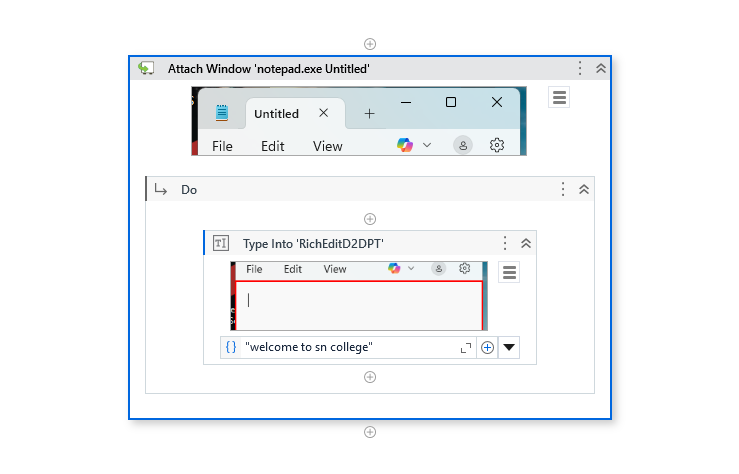 Attach Window 'notepad.exe Untitled'
Untitled
File Edit View
Do
Type Into 'RichEditD2DPT'
File Edit View
"welcome to sn college"